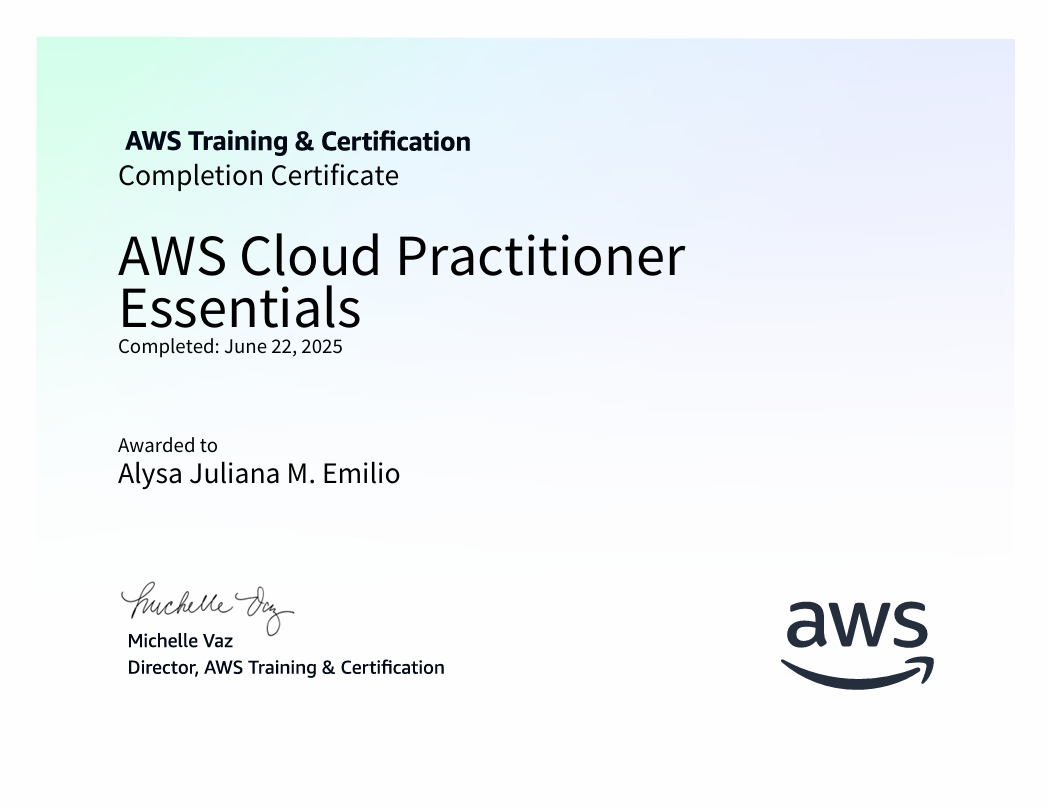 AWS Training & Certification
Completion Certificate
AWS Cloud Practitioner
Essentials
Completed: June 22, 2025
Awarded to
Alysa Juliana M. Emilio
Michelle Vaz
Michelle Vaz
Director, AWS Training & Certification
aws